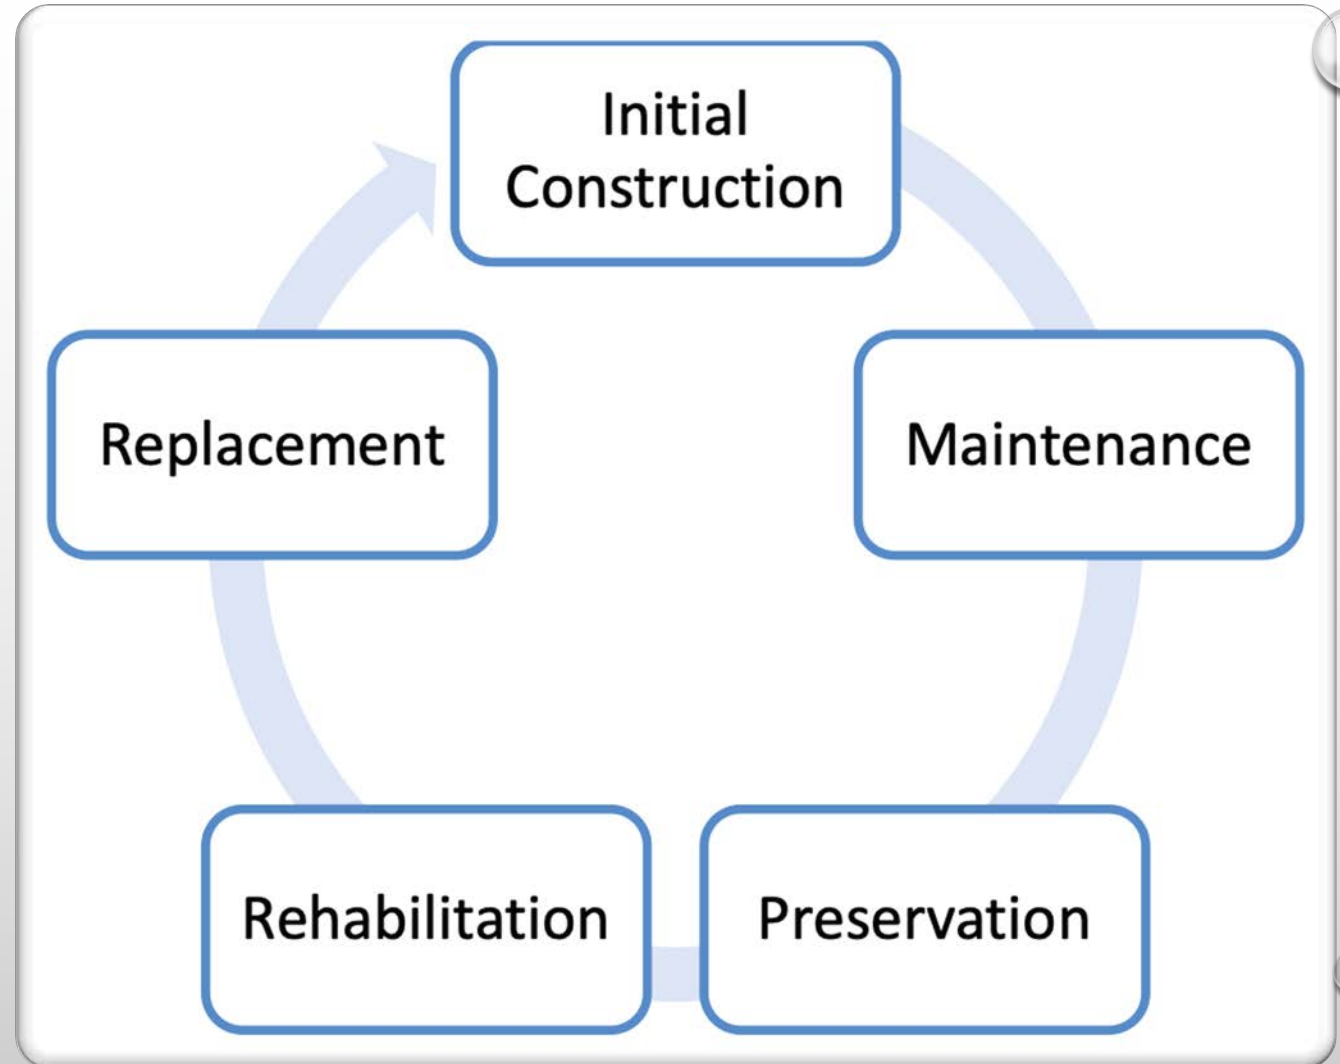 Initial
Construction
Maintenance
Preservation
Rehabilitation
Replacement